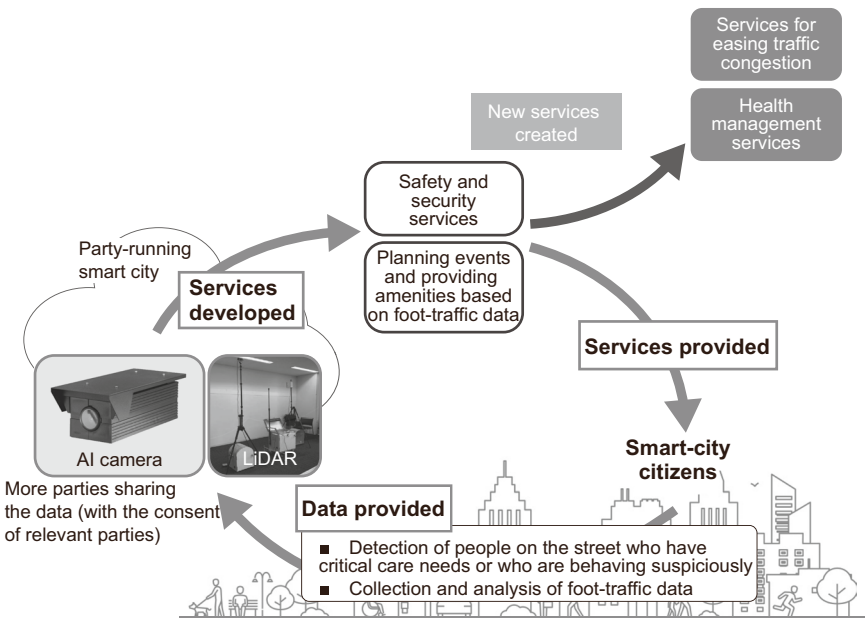 Services for
easing traffic
congestion
New services
created
Health
management
services
Safety and
security
services
Party-running
smart city
Planning events
and providing
amenities based
on foot-traffic data
Services
developed
Services provided
AI camera
LiDAR
Smart-city
citizens
More parties sharing
the data (with the consent
of relevant parties)
Data provided
■ Detection of people on the street who have
critical care needs or who are behaving suspiciously
■ Collection and analysis of foot-traffic data